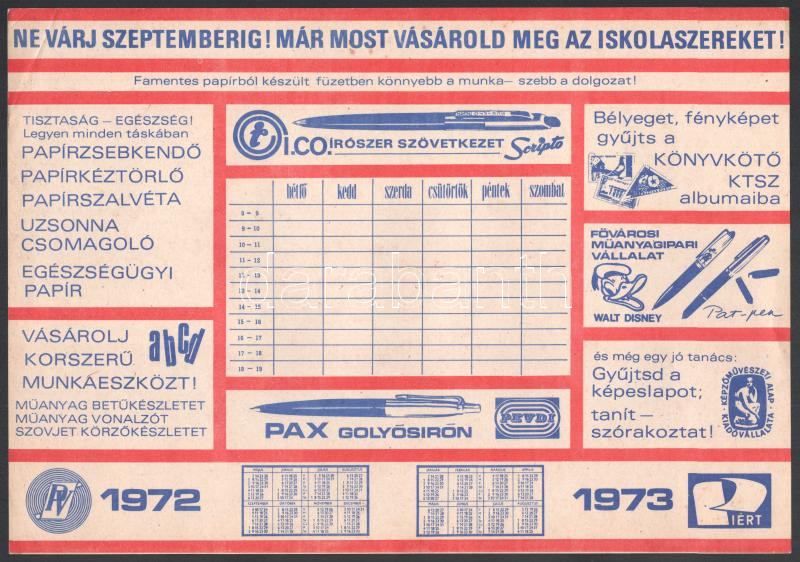 NE VÁRJ SZEPTEMBERIG! MÁR MOST VÁSÁROLD MEG AZ ISKOLASZEREKET!
Famentes papírból készült füzetben könnyebb a munka— szebb a dolgozat!
TISZTASÁG — EGÉSZSÉG!
Legyen minden táskában
PAPÍRZSEBKENDŐ
PAPÍRKÉZTÖRLŐ
PAPÍRSZALVÉTA
UZSONNA
CSOMAGOLÓ
EGÉSZSÉGÜGYI
PAPÍR
VÁSÁROLJ
KORSZERŰ
MUNKAESZKÖZT!
abcd
MŰANYAG BETŰKÉSZLETET
MŰANYAG VONALZÓT
SZOVJET KÖRZŐKÉSZLETET
I.CO. ÍRÓSZER SZÖVETKEZET Scripto
hétfő kedd szerda csütörtök péntek szombat
8 — 9
9 — 10
10 — 11
11 — 12
12 — 13
13 — 14
14 — 15
15 — 16
16 — 17
17 — 18
18 — 19
darabanth
PAX GOLYÓSIRÓN
PEVDI
Bélyeget, fényképet
gyűjts a
KÖNYVKÖTŐ
KTSZ
albumaiba
FŐVÁROSI
MŰANYAGIPARI
VÁLLALAT
WALT DISNEY
Pat-pen
és még egy jó tanács:
Gyűjtsd a
képeslapot;
tanít —
szórakoztat!
KÉPZŐMŰVÉSZETI ALAP
KIADÓVÁLLALATA
PV
1972
1973
PIÉRT